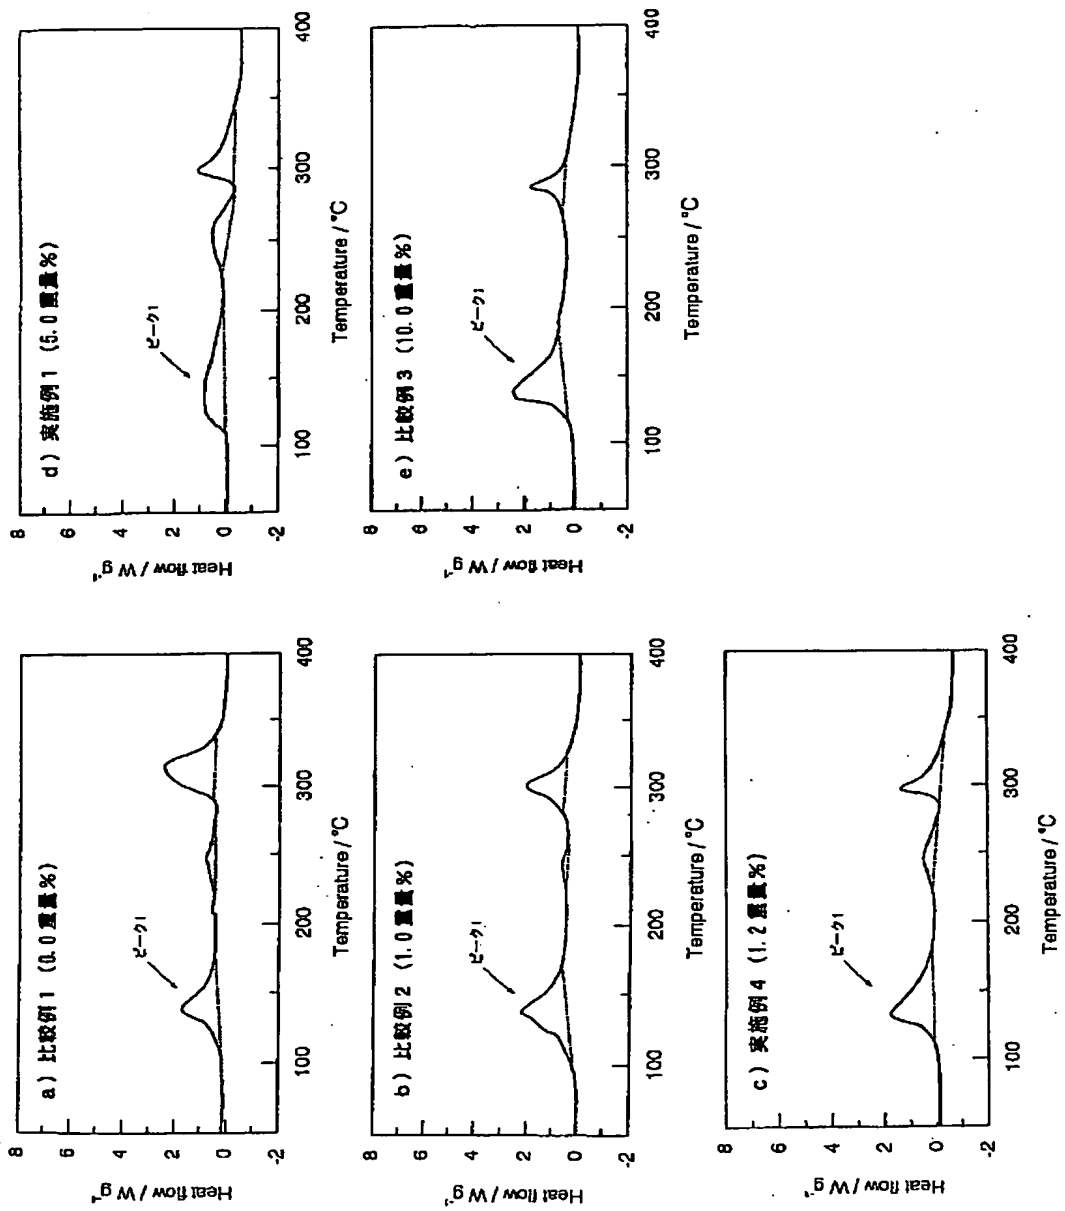 a) 比較例1 (0.0重量%)
ピーク1
8
6
4
2
0
-2
Heat flow / W g⁻¹
100
200
300
400
Temperature / °C
b) 比較例2 (1.0重量%)
ピーク1
8
6
4
2
0
-2
Heat flow / W g⁻¹
100
200
300
400
Temperature / °C
c) 実施例4 (1.2重量%)
ピーク1
8
6
4
2
0
-2
Heat flow / W g⁻¹
100
200
300
400
Temperature / °C
d) 実施例1 (5.0重量%)
ピーク1
8
6
4
2
0
-2
Heat flow / W g⁻¹
100
200
300
400
Temperature / °C
e) 比較例3 (10.0重量%)
ピーク1
8
6
4
2
0
-2
Heat flow / W g⁻¹
100
200
300
400
Temperature / °C